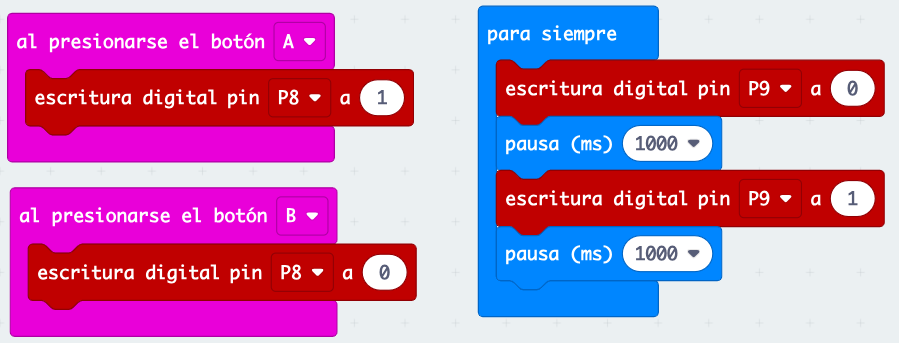 al presionarse el botón A
escritura digital pin P8 a 1
al presionarse el botón B
escritura digital pin P8 a 0
para siempre
escritura digital pin P9 a 0
pausa (ms) 1000
escritura digital pin P9 a 1
pausa (ms) 1000